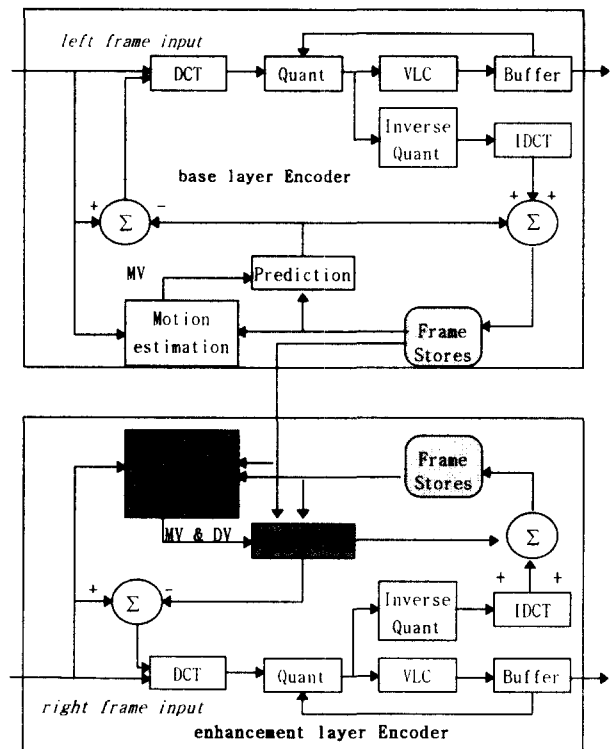 left frame input
DCT
Quant
VLC
Buffer
Inverse
Quant
IDCT
base layer Encoder
+
+
+
−
Σ
Σ
MV
Prediction
Motion
estimation
Frame
Stores
Frame
Stores
MV & DV
Σ
+
−
Σ
+
+
Inverse
Quant
IDCT
DCT
Quant
VLC
Buffer
right frame input
enhancement layer Encoder